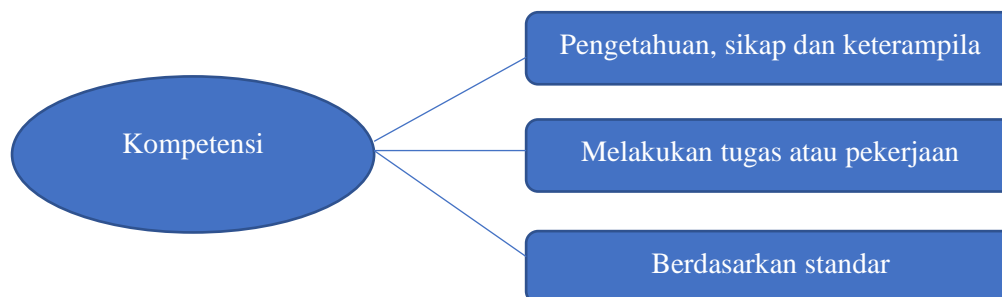 Kompetensi
Pengetahuan, sikap dan keterampila
Melakukan tugas atau pekerjaan
Berdasarkan standar